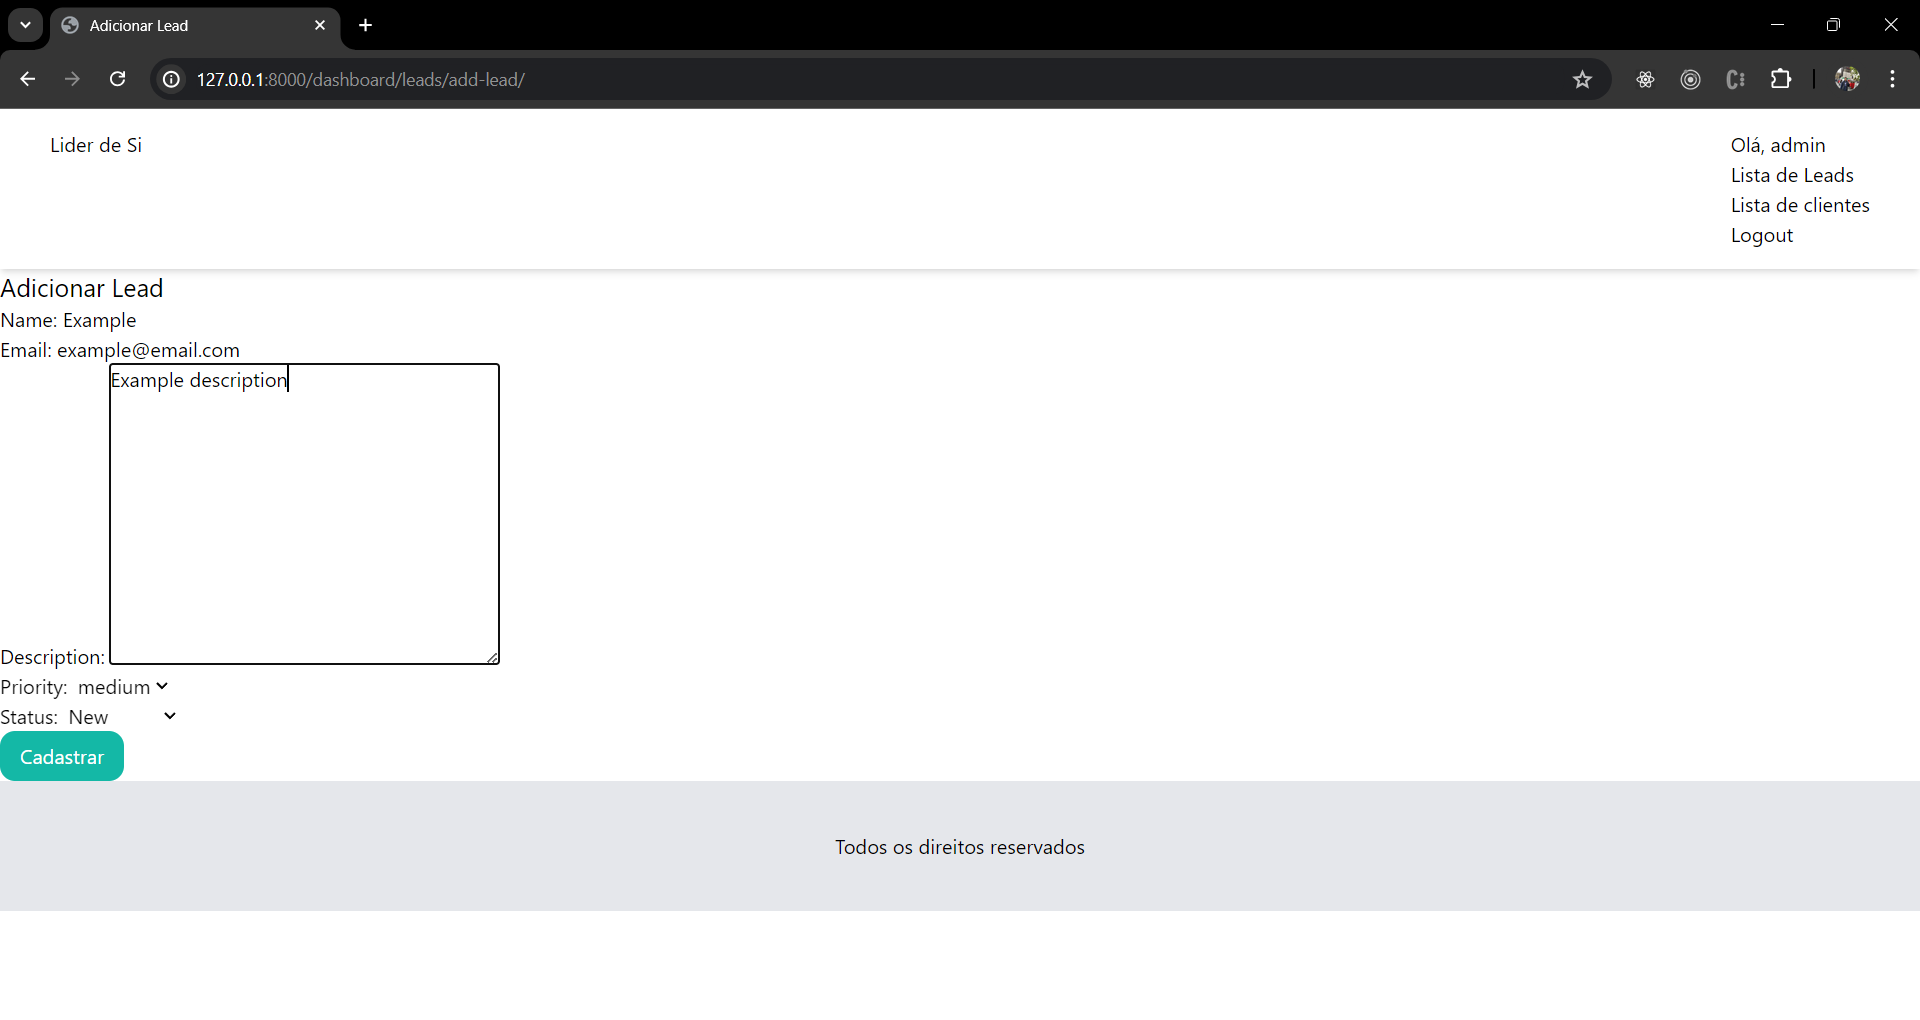 Adicionar Lead
127.0.0.1:8000/dashboard/leads/add-lead/
Lider de Si
Olá, admin
Lista de Leads
Lista de clientes
Logout
Adicionar Lead
Name: Example
Email: example@email.com
Example description
Description:
Priority: medium
Status: New
Cadastrar
Todos os direitos reservados